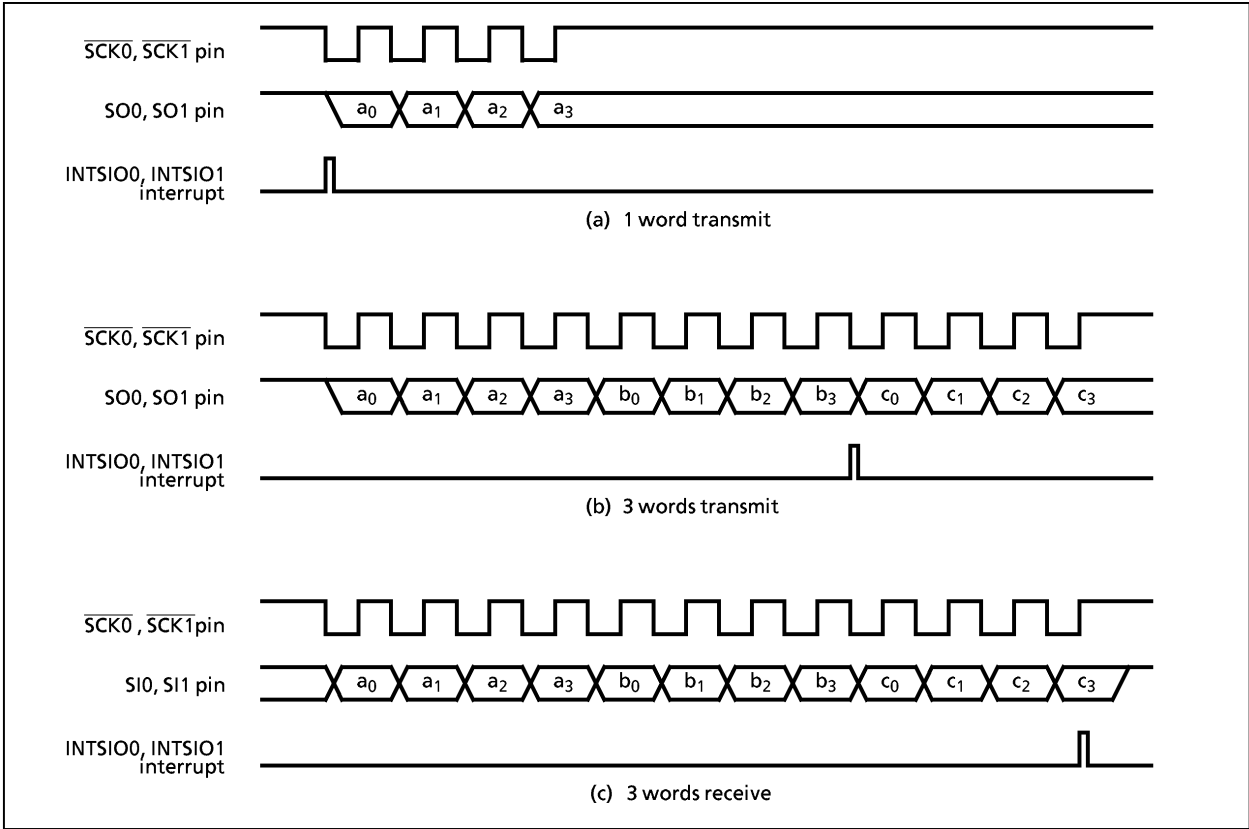 SCK0, SCK1 pin
SO0, SO1 pin
a0 a1 a2 a3
INTSIO0, INTSIO1
interrupt
(a) 1 word transmit
SCK0, SCK1 pin
SO0, SO1 pin
a0 a1 a2 a3 b0 b1 b2 b3 c0 c1 c2 c3
INTSIO0, INTSIO1
interrupt
(b) 3 words transmit
SCK0 , SCK1pin
SI0, SI1 pin
a0 a1 a2 a3 b0 b1 b2 b3 c0 c1 c2 c3
INTSIO0, INTSIO1
interrupt
(c) 3 words receive